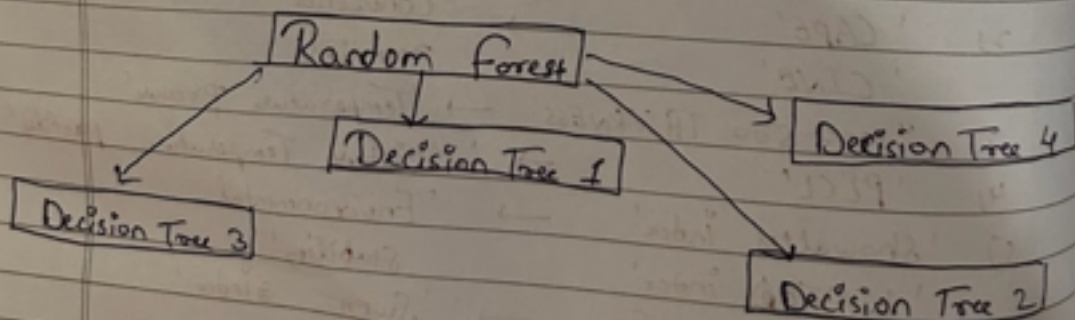 Random Forest
Decision Tree 4
Decision Tree 1
Decision Tree 3
Decision Tree 2